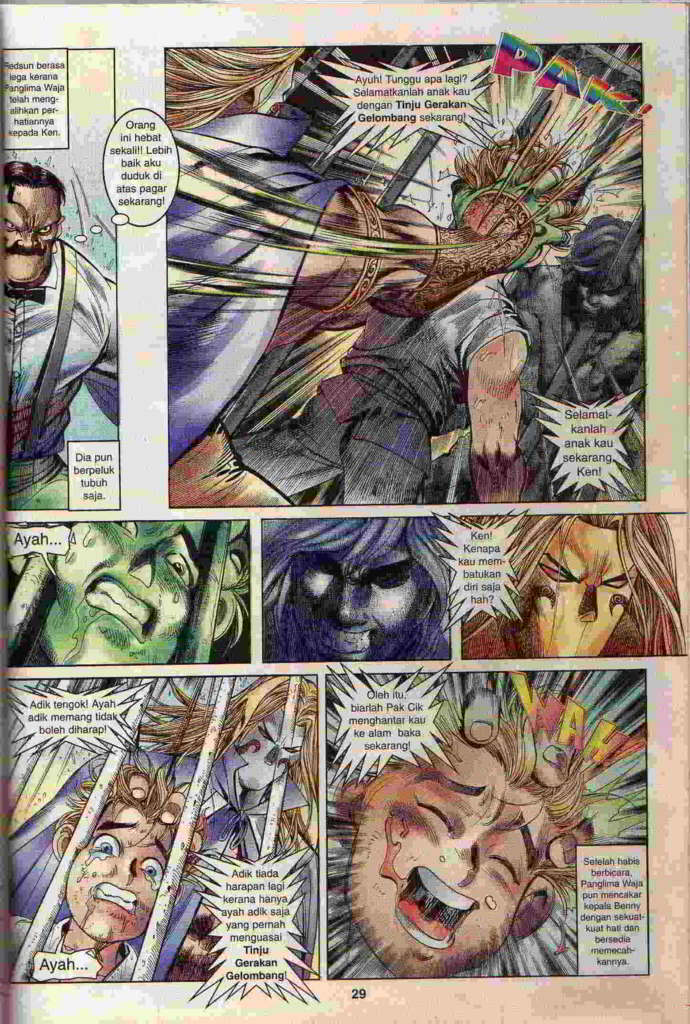 Redsun berasa
lega kerana
Panglima Waja
telah meng-
alihkan per-
hatiannya
kepada Ken.
Orang
ini hebat
sekali!! Lebih
baik aku
duduk di
atas pagar
sekarang!
Dia pun
berpeluk
tubuh
saja.
Ayuh! Tunggu apa lagi?
Selamatkanlah anak kau
dengan Tinju Gerakan
Gelombang sekarang!
PAK!
Selamat-
kanlah
anak kau
sekarang,
Ken!
Ayah...
Ken!
Kenapa
kau mem-
batukan
diri saja
hah?
Adik tengok! Ayah
adik memang tidak
boleh diharap!
Ayah...
Adik tiada
harapan lagi
kerana hanya
ayah adik saja
yang pernah
menguasai
Tinju
Gerakan
Gelombang!
Oleh itu,
biarlah Pak Cik
menghantar kau
ke alam baka
sekarang!
WAH
Setelah habis
berbicara,
Panglima Waja
pun mencakar
kepala Benny
dengan sekuat-
kuat hati dan
bersedia
memecah-
kannya.
29